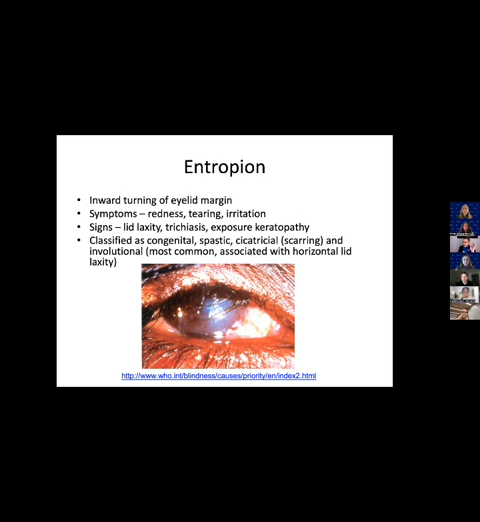 Entropion
• Inward turning of eyelid margin
• Symptoms – redness, tearing, irritation
• Signs – lid laxity, trichiasis, exposure keratopathy
• Classified as congenital, spastic, cicatricial (scarring) and
involutional (most common, associated with horizontal lid
laxity)
http://www.who.int/blindness/causes/priority/en/index2.html